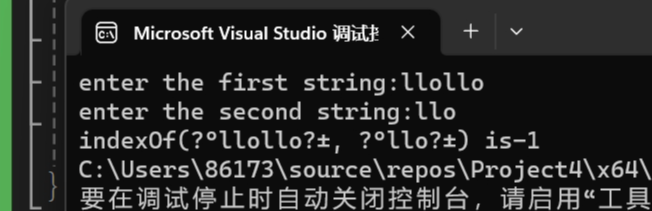 Microsoft Visual Studio 调试
enter the first string:llollo
enter the second string:llo
indexOf(?°llollo?±, ?°llo?±) is-1
C:\Users\86173\source\repos\Project4\x64\
}
要在调试停止时自动关闭控制台，请启用“工具